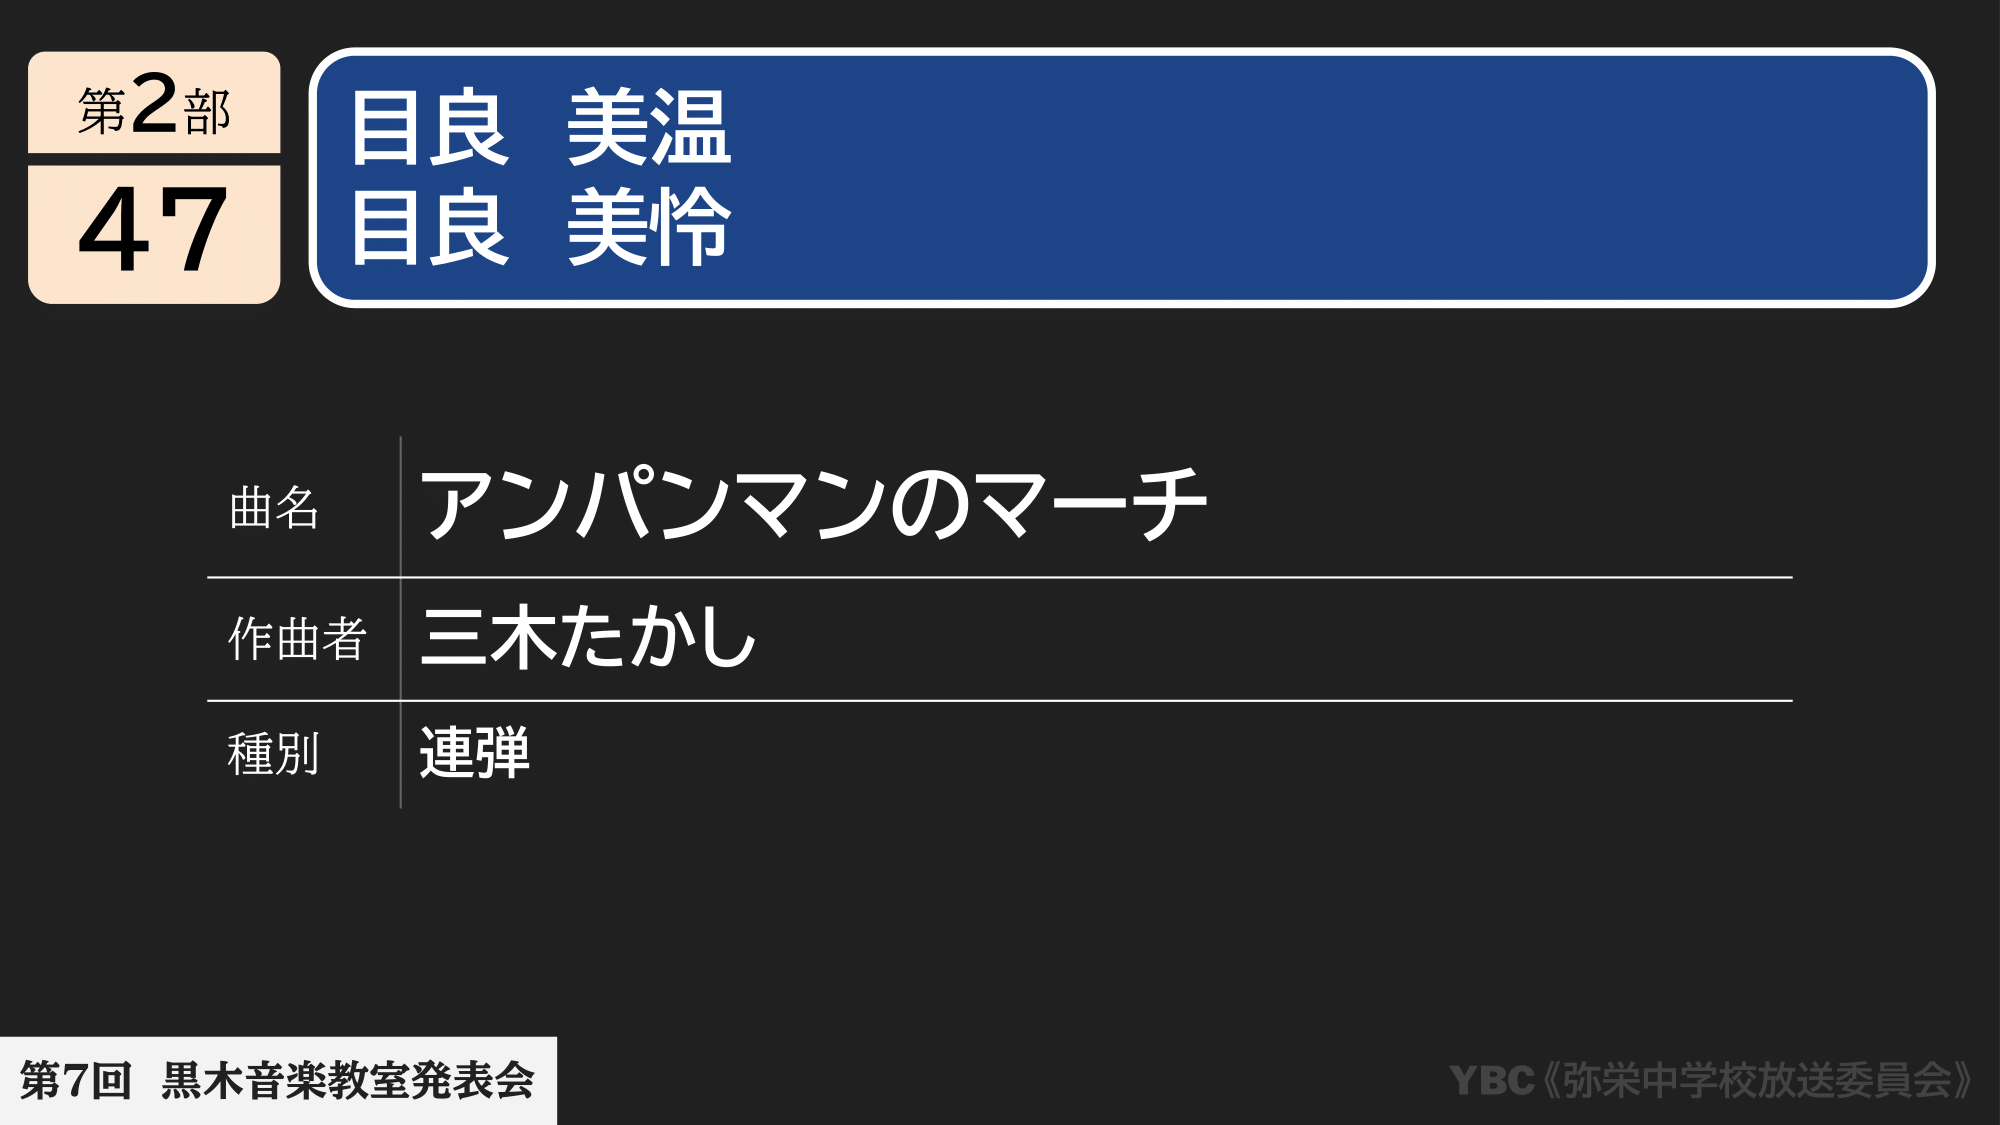 第2部
47
目良　美温
目良　美怜
曲名
アンパンマンのマーチ
作曲者
三木たかし
種別
連弾
第7回　黒木音楽教室発表会
YBC《弥栄中学校放送委員会》